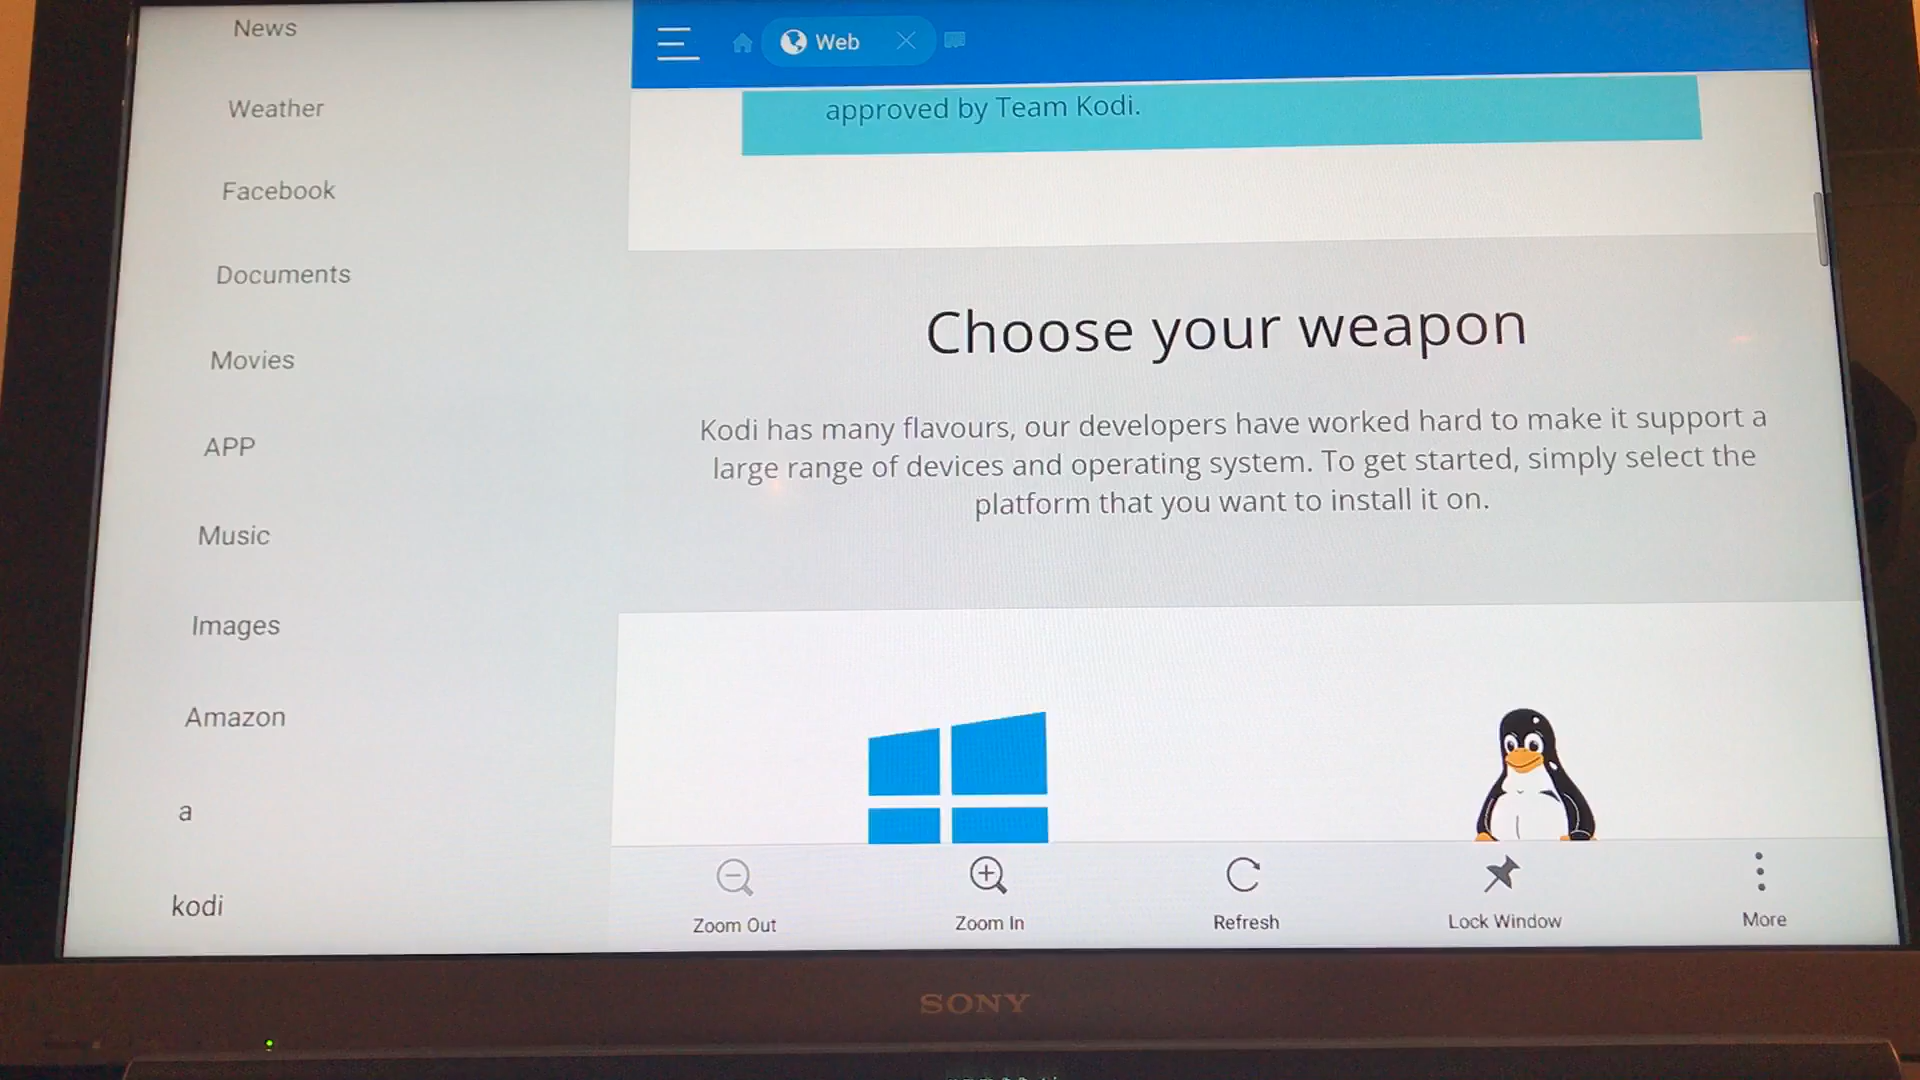 News
Weather
Facebook
Documents
Movies
APP
Music
Images
Amazon
a
kodi
Web
approved by Team Kodi.
Choose your weapon
Kodi has many flavours, our developers have worked hard to make it support a
large range of devices and operating system. To get started, simply select the
platform that you want to install it on.
Zoom Out
Zoom In
Refresh
Lock Window
More
SONY